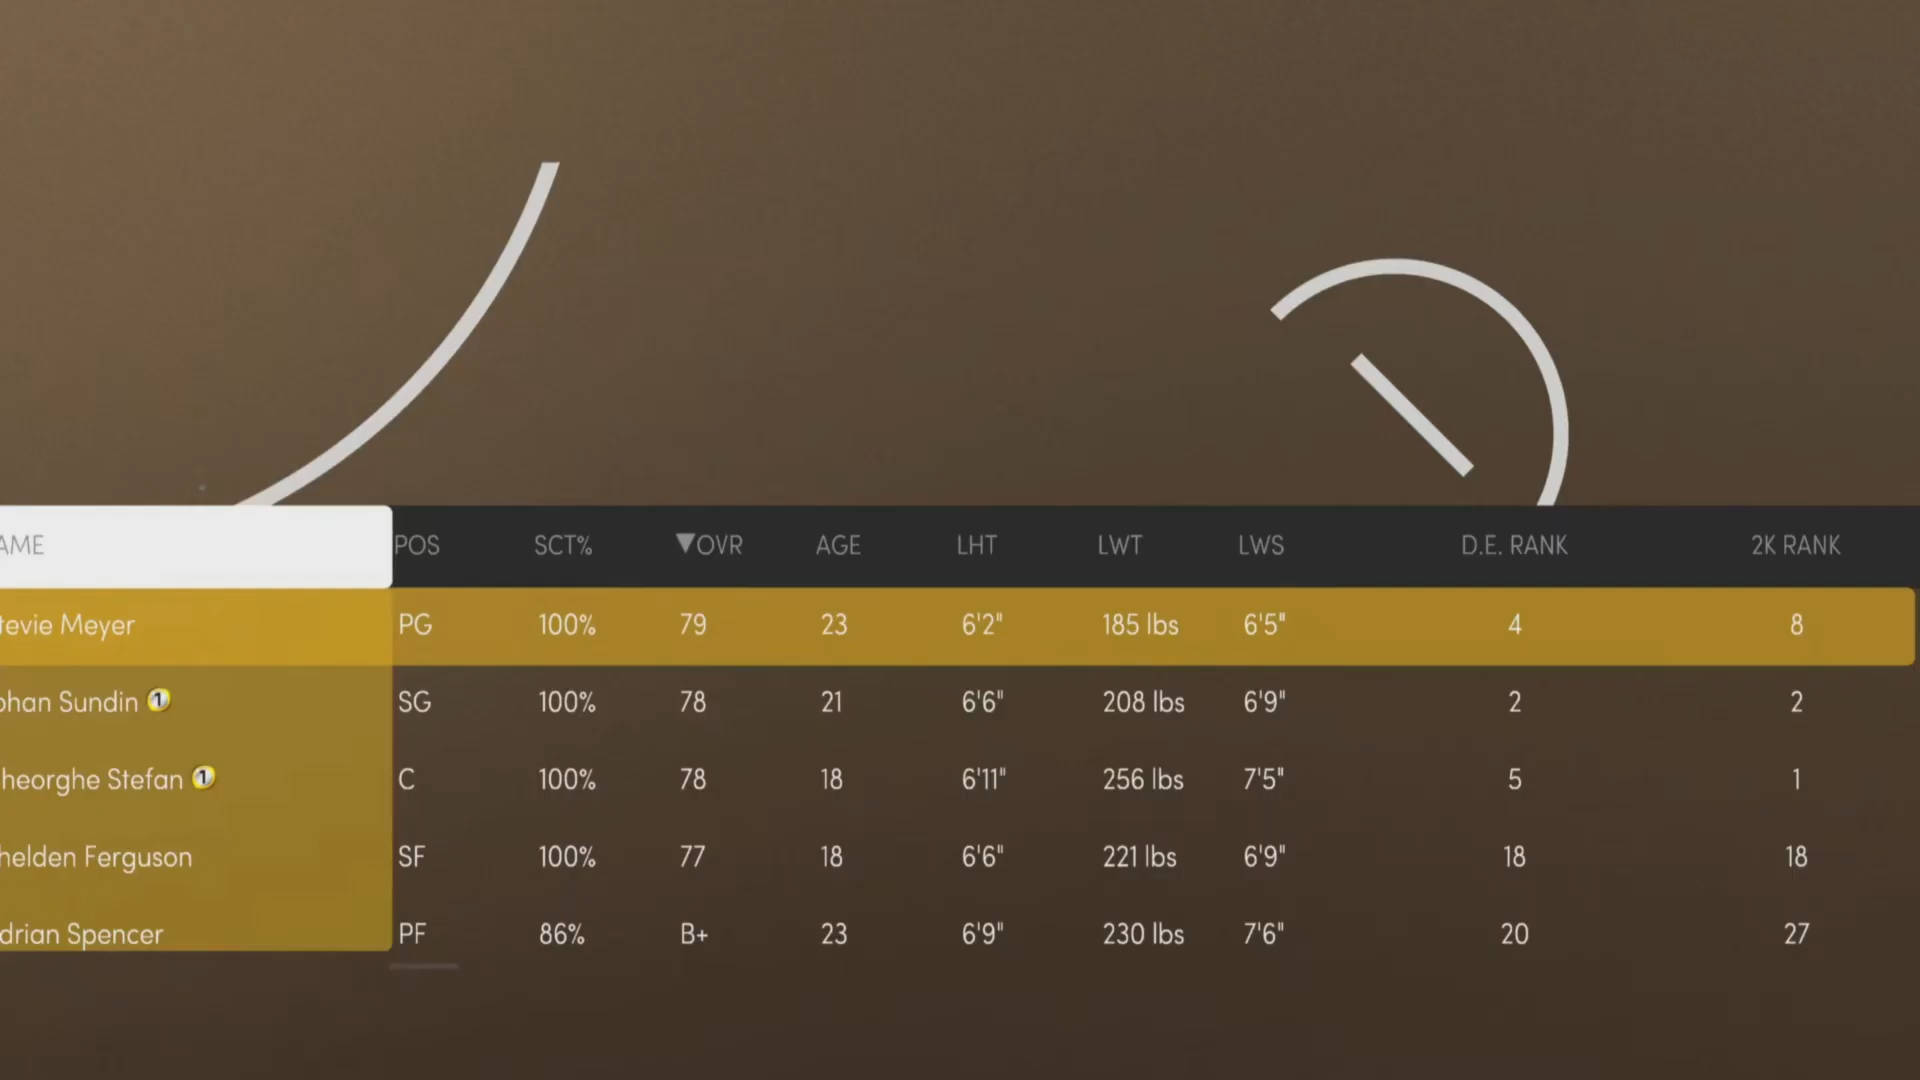 AME POS SCT% ▼OVR AGE LHT LWT LWS D.E. RANK 2K RANK
tevie Meyer PG 100% 79 23 6'2" 185 lbs 6'5" 4 8
ohan Sundin 1 SG 100% 78 21 6'6" 208 lbs 6'9" 2 2
heorghe Stefan 1 C 100% 78 18 6'11" 256 lbs 7'5" 5 1
helden Ferguson SF 100% 77 18 6'6" 221 lbs 6'9" 18 18
drian Spencer PF 86% B+ 23 6'9" 230 lbs 7'6" 20 27